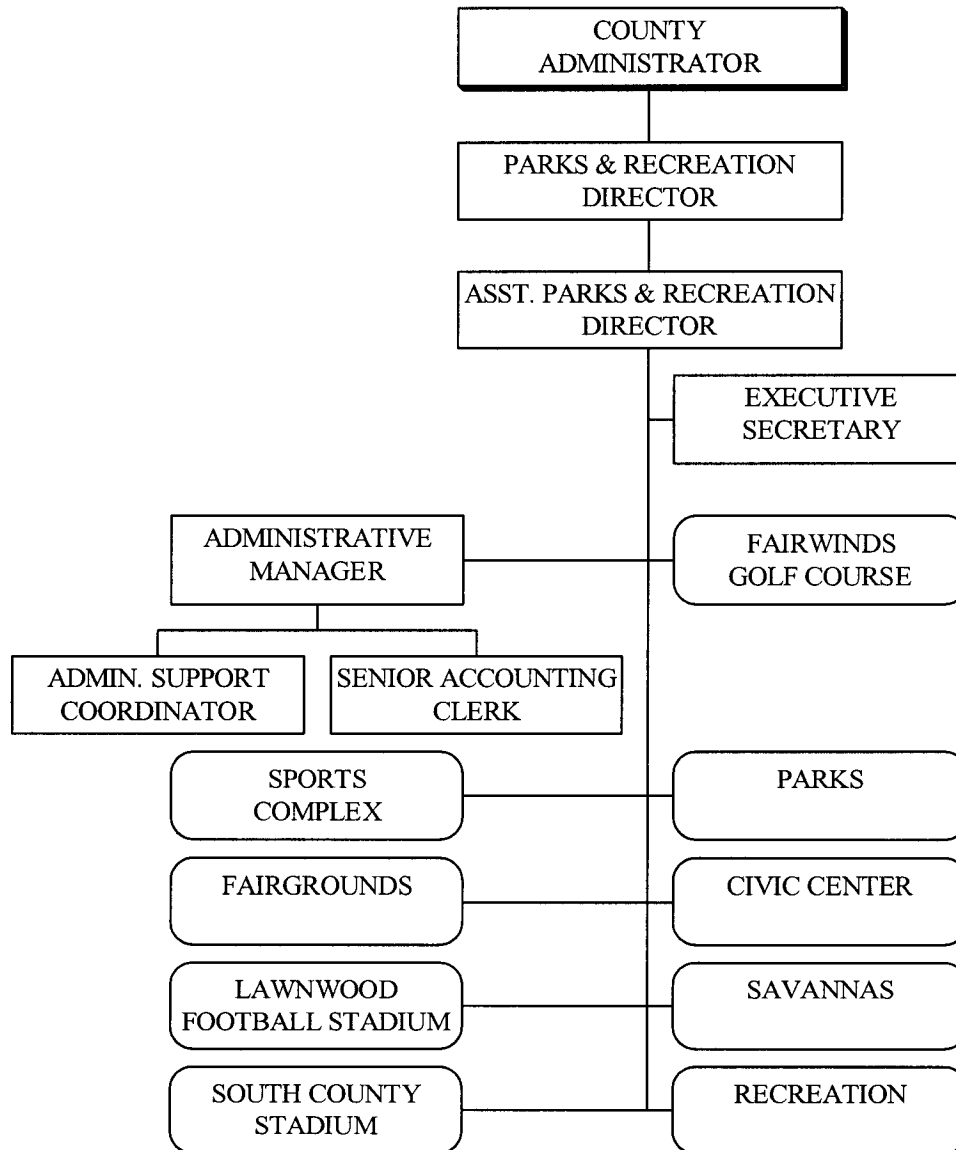 COUNTY
ADMINISTRATOR
PARKS & RECREATION
DIRECTOR
ASST. PARKS & RECREATION
DIRECTOR
EXECUTIVE
SECRETARY
ADMINISTRATIVE
MANAGER
FAIRWINDS
GOLF COURSE
ADMIN. SUPPORT
COORDINATOR
SENIOR ACCOUNTING
CLERK
SPORTS
COMPLEX
PARKS
FAIRGROUNDS
CIVIC CENTER
LAWNWOOD
FOOTBALL STADIUM
SAVANNAS
SOUTH COUNTY
STADIUM
RECREATION